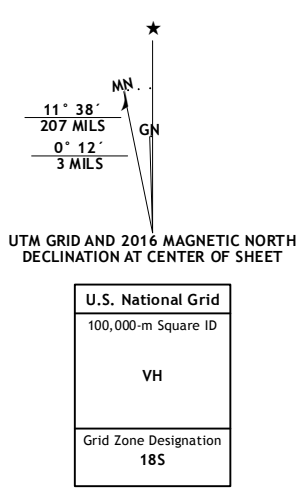 ★
MN
11° 38´
207 MILS
GN
0° 12´
3 MILS
UTM GRID AND 2016 MAGNETIC NORTH
DECLINATION AT CENTER OF SHEET
U.S. National Grid
100,000-m Square ID
VH
Grid Zone Designation
18S